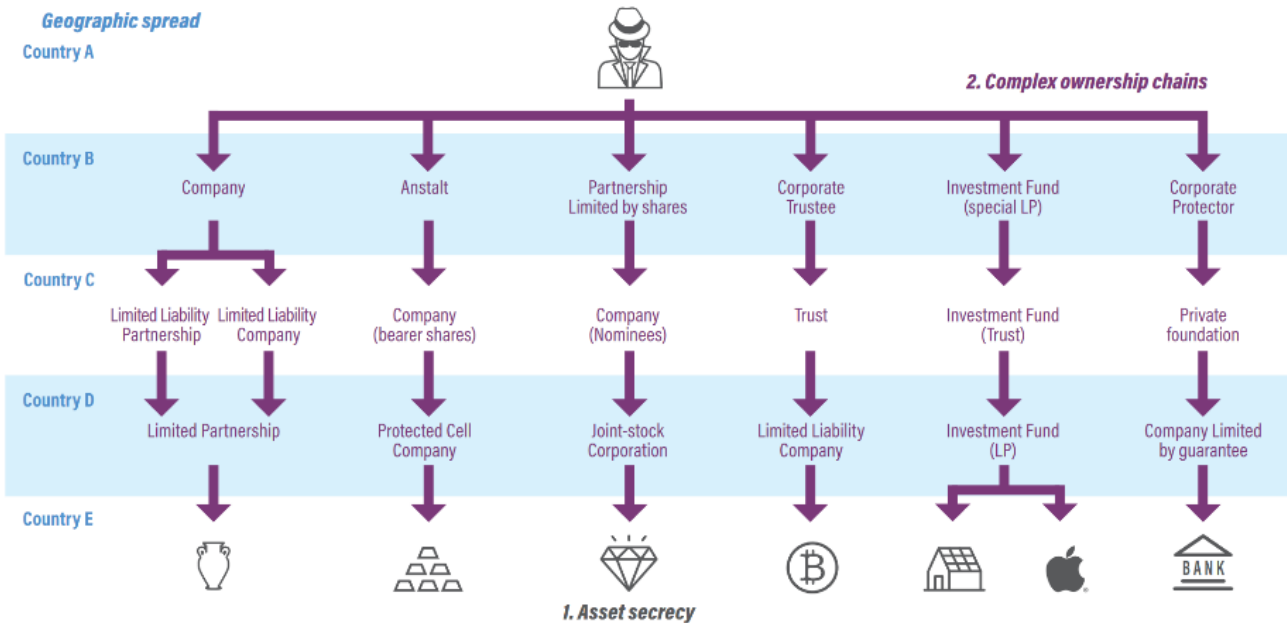 Geographic spread
Country A
2. Complex ownership chains
Country B
Company
Anstalt
Partnership
Limited by shares
Corporate
Trustee
Investment Fund
(special LP)
Corporate
Protector
Country C
Limited Liability
Partnership
Limited Liability
Company
Company
(bearer shares)
Company
(Nominees)
Trust
Investment Fund
(Trust)
Private
foundation
Country D
Limited Partnership
Protected Cell
Company
Joint-stock
Corporation
Limited Liability
Company
Investment Fund
(LP)
Company Limited
by guarantee
Country E
BANK
1. Asset secrecy